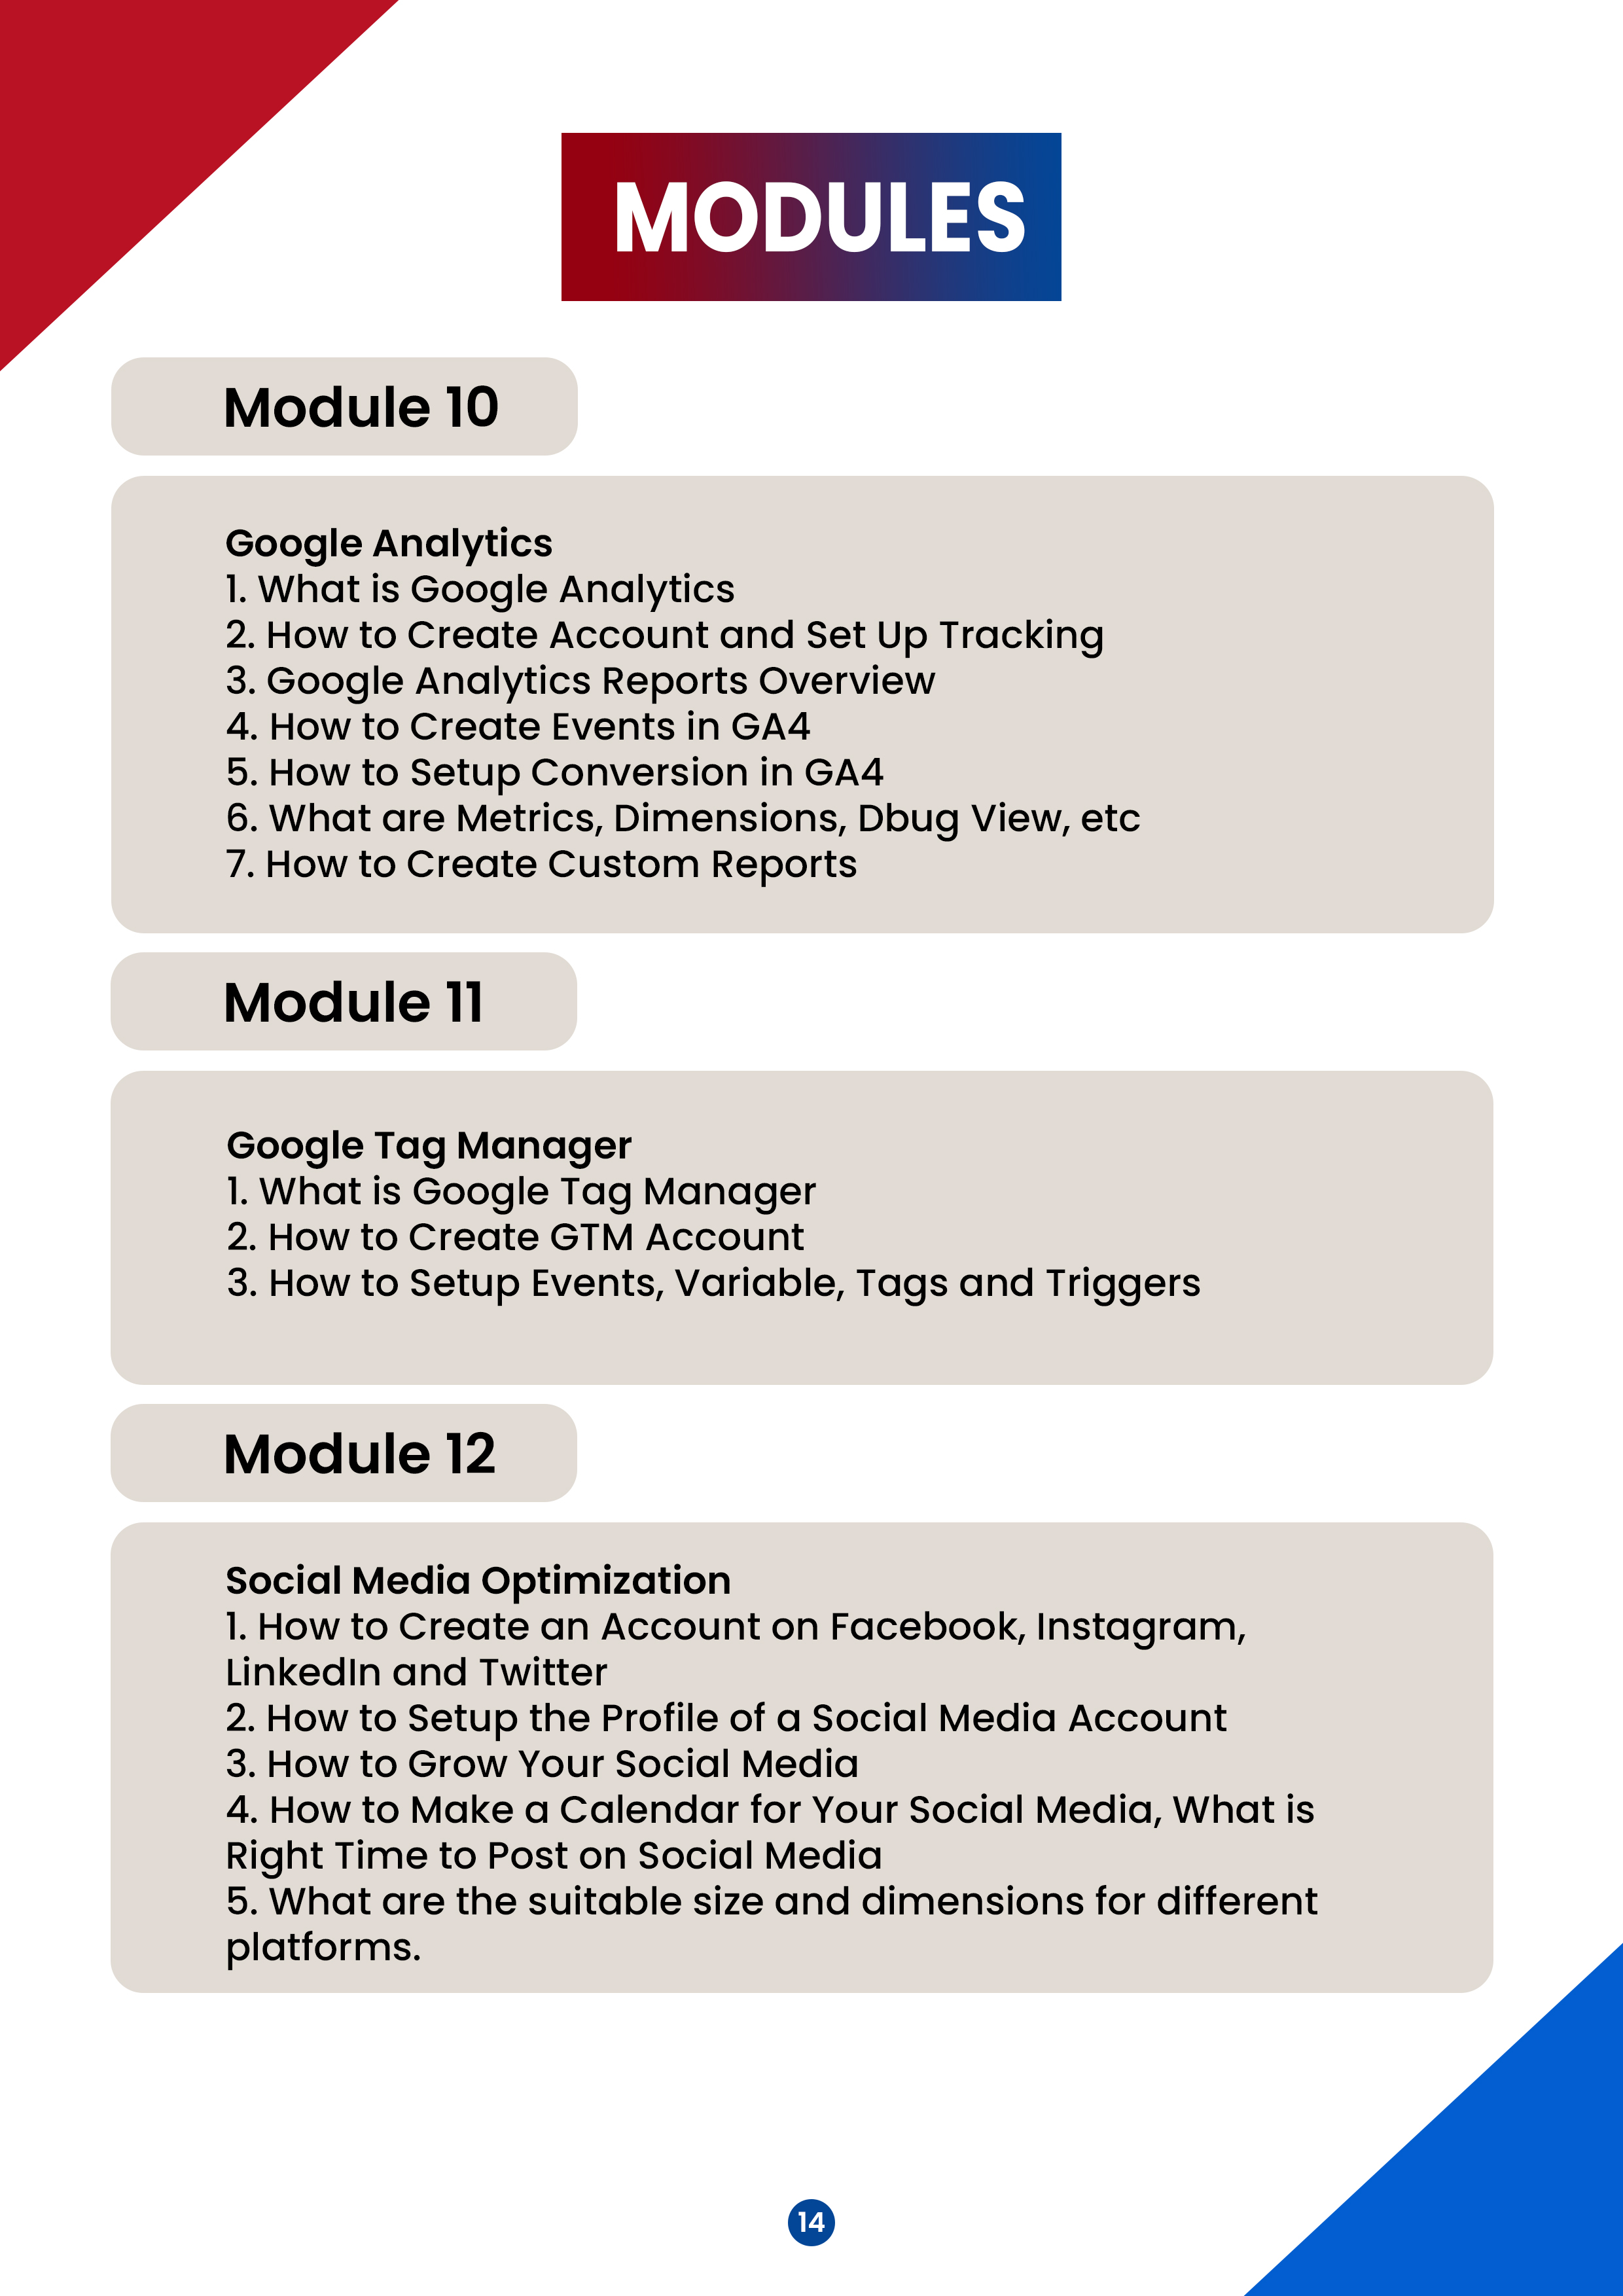 MODULES
Module 10
Google Analytics
1. What is Google Analytics
2. How to Create Account and Set Up Tracking
3. Google Analytics Reports Overview
4. How to Create Events in GA4
5. How to Setup Conversion in GA4
6. What are Metrics, Dimensions, Dbug View, etc
7. How to Create Custom Reports
Module 11
Google Tag Manager
1. What is Google Tag Manager
2. How to Create GTM Account
3. How to Setup Events, Variable, Tags and Triggers
Module 12
Social Media Optimization
1. How to Create an Account on Facebook, Instagram,
LinkedIn and Twitter
2. How to Setup the Profile of a Social Media Account
3. How to Grow Your Social Media
4. How to Make a Calendar for Your Social Media, What is
Right Time to Post on Social Media
5. What are the suitable size and dimensions for different
platforms.
14